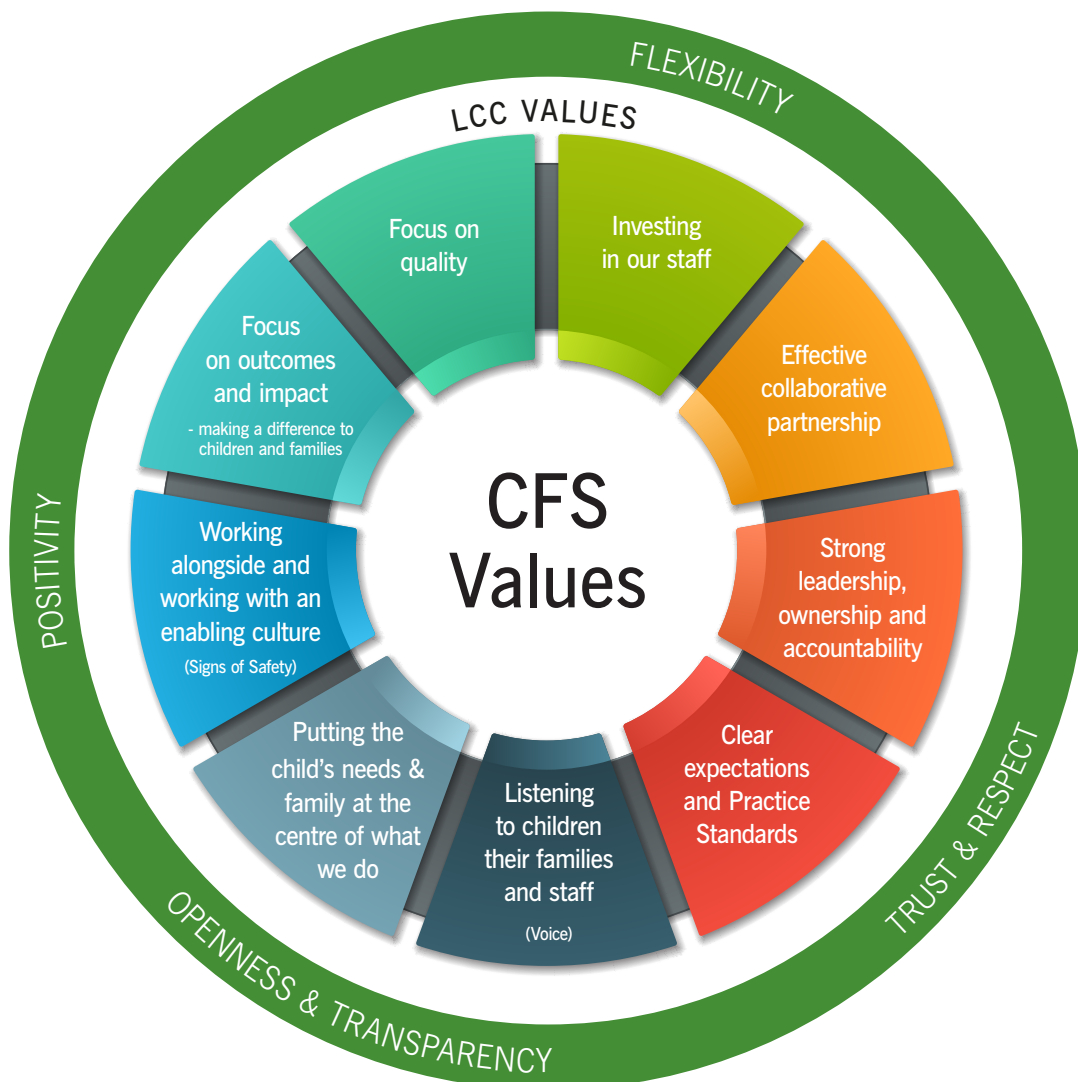 FLEXIBILITY
LCC VALUES
Focus on
quality
Investing
in our staff
Effective
collaborative
partnership
Strong
leadership,
ownership and
accountability
Clear
expectations
and Practice
Standards
Listening
to children
their families
and staff
(Voice)
Putting the
child's needs &
family at the
centre of what
we do
Working
alongside and
working with an
enabling culture
(Signs of Safety)
Focus
on outcomes
and impact
- making a difference to
children and families
CFS
Values
TRUST & RESPECT
OPENNESS & TRANSPARENCY
POSITIVITY